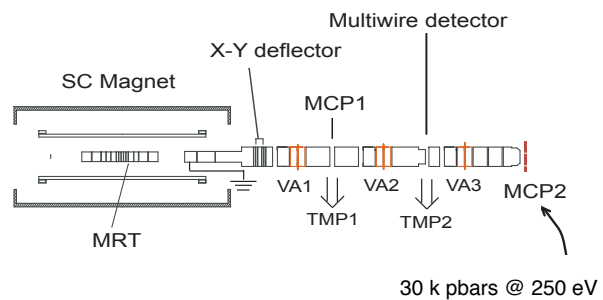 Multiwire detector
X-Y deflector
SC Magnet
MCP1
VA1
VA2
VA3
MCP2
TMP1
TMP2
MRT
30 k pbars @ 250 eV